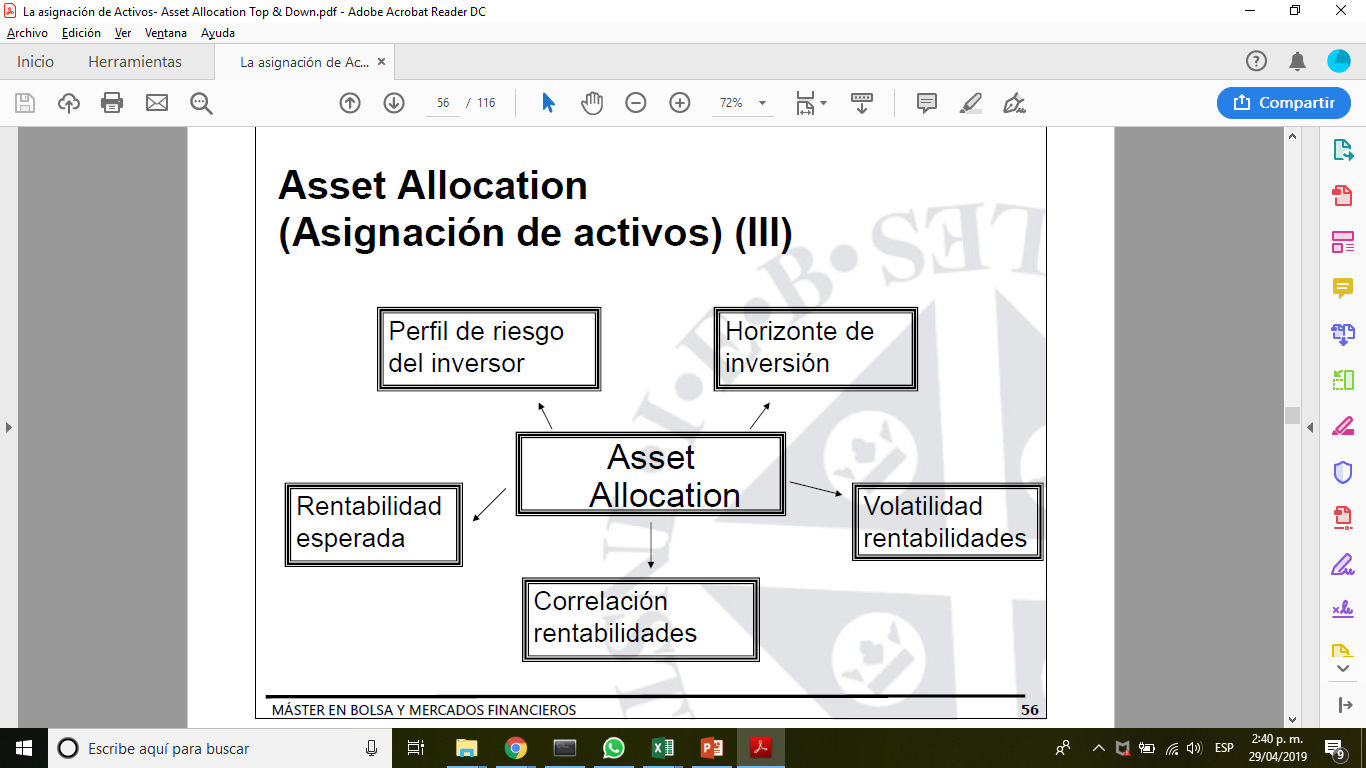 La asignación de Activos- Asset Allocation Top & Down.pdf - Adobe Acrobat Reader DC
Archivo Edición Ver Ventana Ayuda
Inicio Herramientas La asignación de Ac... ×
56 / 116 72% Compartir
Asset Allocation
(Asignación de activos) (III)
Perfil de riesgo
del inversor
Horizonte de
inversión
Asset
Allocation
Rentabilidad
esperada
Volatilidad
rentabilidades
Correlación
rentabilidades
INST•I•E•B•LES
MÁSTER EN BOLSA Y MERCADOS FINANCIEROS 56
Escribe aquí para buscar
ESP
2:40 p. m.
29/04/2019
9